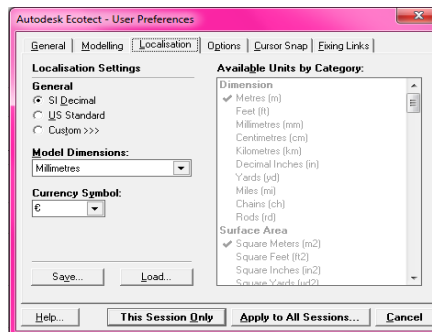 Autodesk Ecotect - User Preferences
General Modelling Localisation Options Cursor Snap Fixing Links
Localisation Settings
General
SI Decimal
US Standard
Custom >>>
Model Dimensions:
Millimetres
Currency Symbol:
€
Save... Load...
Available Units by Category:
Dimension
Metres (m)
Feet (ft)
Millimetres (mm)
Centimetres (cm)
Kilometres (km)
Decimal Inches (in)
Yards (yd)
Miles (mi)
Chains (ch)
Rods (rd)
Surface Area
Square Meters (m2)
Square Feet (ft2)
Square Inches (in2)
Square Yards (yd2)
Help... This Session Only Apply to All Sessions... Cancel